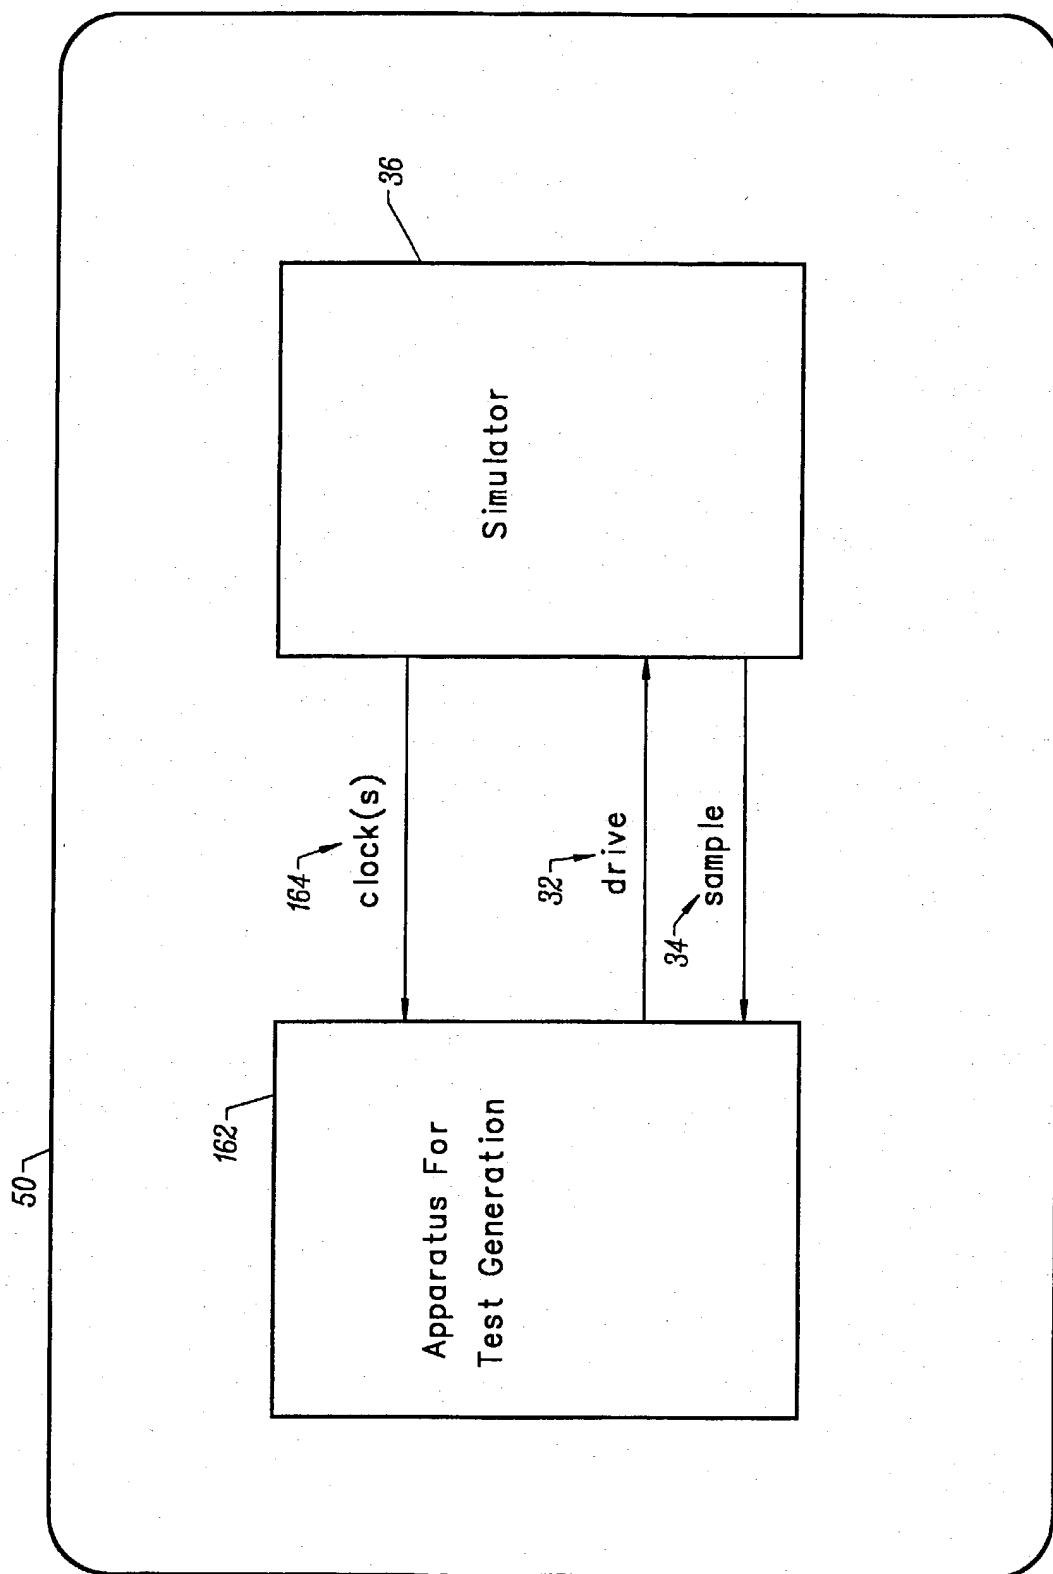 50
162
Apparatus For
Test Generation
164
clock(s)
32
drive
34
sample
36
Simulator